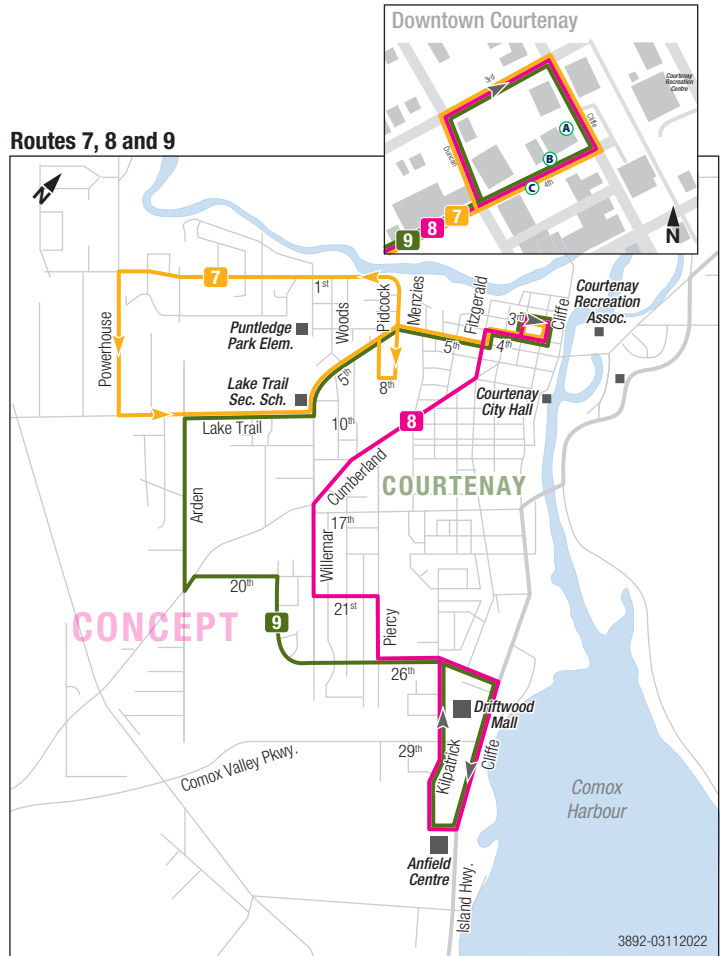 Downtown Courtenay
3rd
Courtenay
Recreation
Centre
Cliffe
Duncan
A
B
C
4th
7
8
9
N
Routes 7, 8 and 9
N
7
1st
Powerhouse
Puntledge
Park Elem.
Woods
Pidcock
Menzies
Fitzgerald
3rd
Cliffe
Courtenay
Recreation
Assoc.
5th
5th
4th
8th
Lake Trail
Sec. Sch.
Courtenay
City Hall
Lake Trail
10th
8
Cumberland
COURTENAY
Arden
17th
Willemar
20th
21st
CONCEPT
9
Piercy
26th
Driftwood
Mall
29th
Kilpatrick
Cliffe
Comox Valley Pkwy.
Comox
Harbour
Anfield
Centre
Island Hwy.
3892-03112022